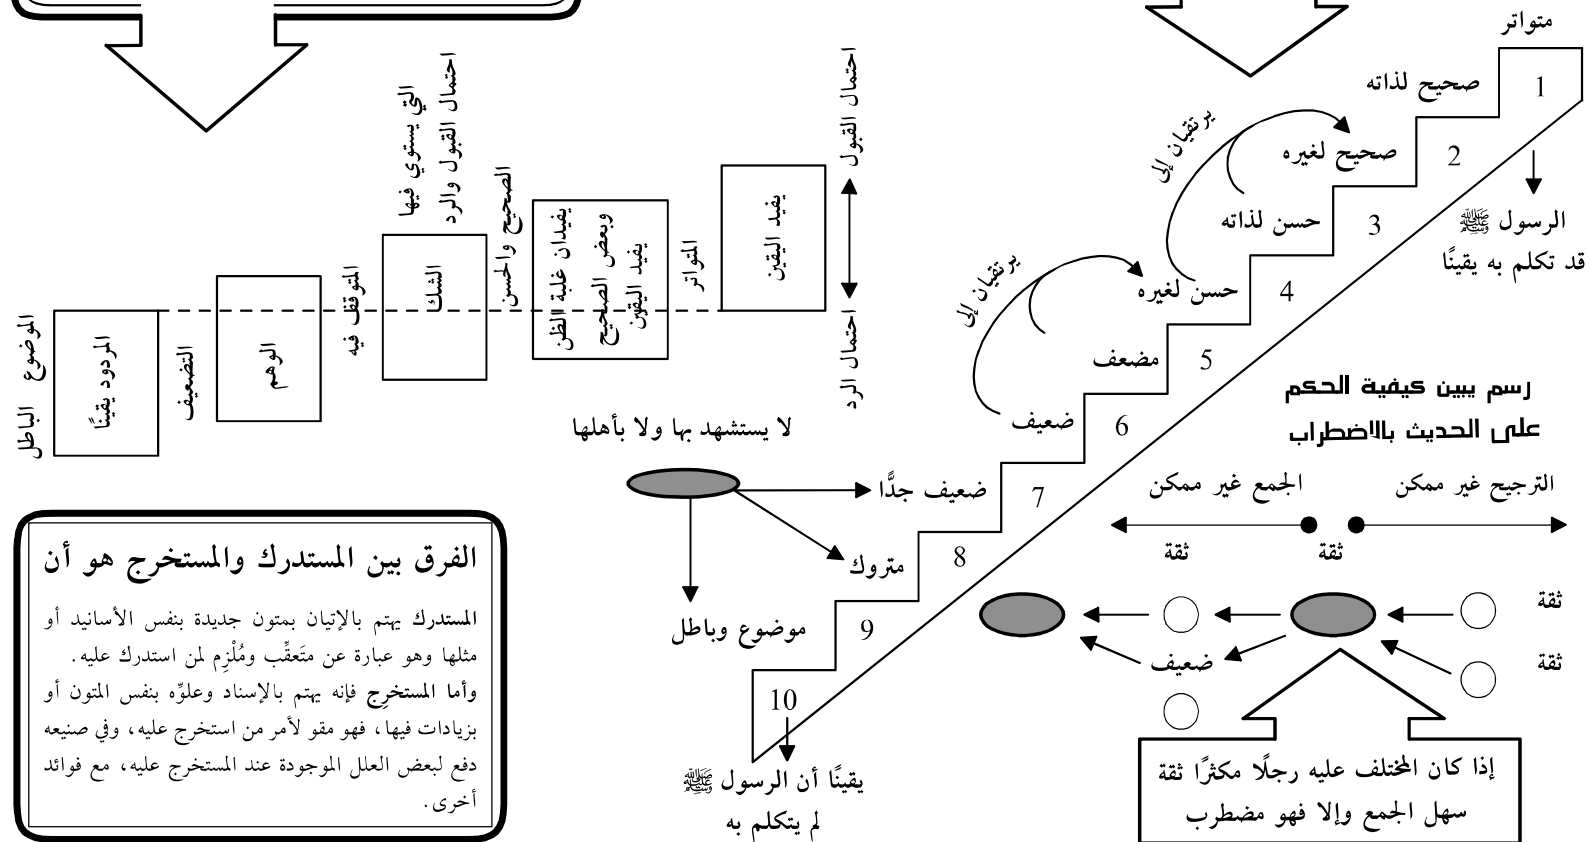 متواتر
1
صحيح لذاته
2
صحيح لغيره
يرتقيان إلى
3
حسن لذاته
4
حسن لغيره
يرتقيان إلى
5
مضعف
6
ضعيف
7
ضعيف جدًّا
8
متروك
9
موضوع وباطل
10
الرسول ﷺ
قد تكلم به يقينًا
يقينًا أن الرسول ﷺ
لم يتكلم به
لا يستشهد بها ولا بأهلها
احتمال القبول
احتمال الرد
يفيد اليقين
المتواتر
يفيدان غلبة الظن
وبعض الصحيح
يفيد اليقين
الصحيح والحسن
الشك
التي يستوي فيها
احتمال القبول والرد
المتوقف فيه
الوهم
التضعيف
المردود يقينًا
الموضوع الباطل
رسم يبين كيفية الحكم
على الحديث بالاضطراب
الترجيح غير ممكن
الجمع غير ممكن
ثقة
ثقة
ثقة
ثقة
ضعيف
إذا كان المختلف عليه رجلًا مكثرًا ثقة
سهل الجمع وإلا فهو مضطرب
الفرق بين المستدرك والمستخرج هو أن
المستدرك يهتم بالإتيان بمتون جديدة بنفس الأسانيد أو
مثلها وهو عبارة عن متَعقِّب ومُلْزِم لمن استدرك عليه.
وأما المستخرِج فإنه يهتم بالإسناد وعلوِّه بنفس المتون أو
بزيادات فيها، فهو مقو لأمر من استخرج عليه، وفي صنيعه
دفع لبعض العلل الموجودة عند المستخرج عليه، مع فوائد
أخرى.